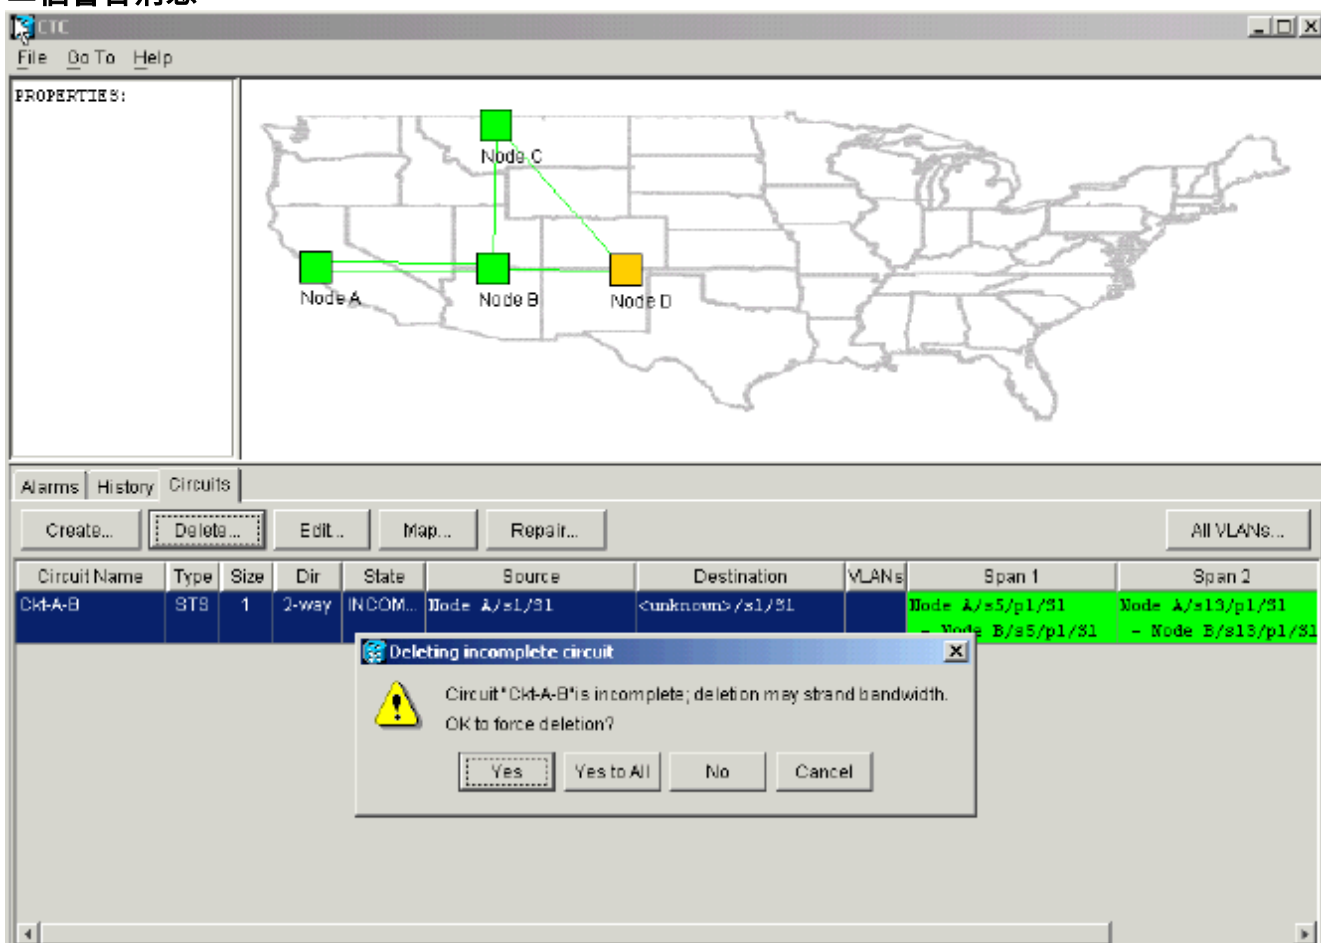 CTC
File Go To Help
PROPERTIES:
Node C
Node A
Node B
Node D
Alarms History Circuits
Create... Delete... Edit... Map... Repair... All VLANs...
Circuit Name Type Size Dir State Source Destination VLANs Span 1 Span 2
Ckt-A-B STS 1 2-way INCOM... Node A/s1/S1 <unknown>/s1/S1 Node A/s5/p1/S1 Node A/s13/p1/S1
- Node B/s5/p1/S1 - Node B/s13/p1/S1
Deleting incomplete circuit
Circuit "Ckt-A-B" is incomplete; deletion may strand bandwidth.
OK to force deletion?
Yes Yes to All No Cancel